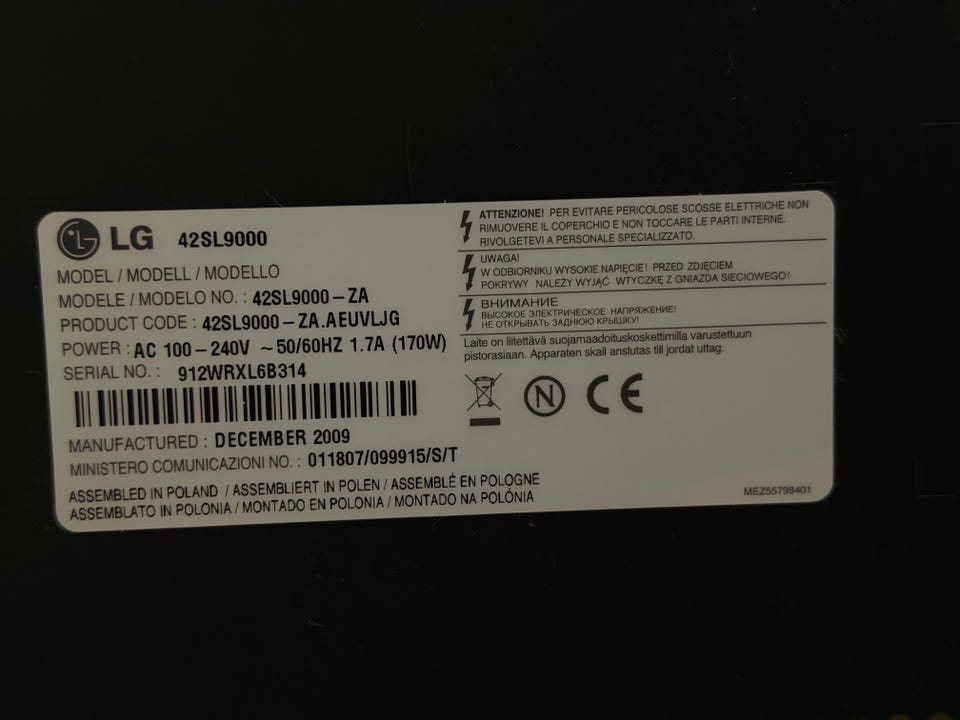 LG 42SL9000
MODEL / MODELL / MODELLO
MODELE / MODELO NO. : 42SL9000-ZA
PRODUCT CODE : 42SL9000-ZA.AEUVLJG
POWER : AC 100-240V ~50/60HZ 1.7A (170W)
SERIAL NO. : 912WRXL6B314
MANUFACTURED : DECEMBER 2009
MINISTERO COMUNICAZIONI NO. : 011807/099915/S/T
ASSEMBLED IN POLAND / ASSEMBLIERT IN POLEN / ASSEMBLÉ EN POLOGNE
ASSEMBLATO IN POLONIA / MONTADO EN POLONIA / MONTADO NA POLÓNIA
ATTENZIONE! PER EVITARE PERICOLOSE SCOSSE ELETTRICHE NON
RIMUOVERE IL COPERCHIO E NON TOCCARE LE PARTI INTERNE.
RIVOLGETEVI A PERSONALE SPECIALIZZATO.
UWAGA!
W ODBIORNIKU WYSOKIE NAPIĘCIE! PRZED ZDJĘCIEM
POKRYWY NALEŻY WYJĄĆ WTYCZKĘ Z GNIAZDA SIECIOWEGO!
ВНИМАНИЕ
ВЫСОКОЕ ЭЛЕКТРИЧЕСКОЕ НАПРЯЖЕНИЕ!
НЕ ОТКРЫВАТЬ ЗАДНЮЮ КРЫШКУ!
Laite on liitettävä suojamaadoituskoskettimilla varustettuun
pistorasiaan. Apparaten skall anslutas till jordat uttag.
N CE
MEZ55798401